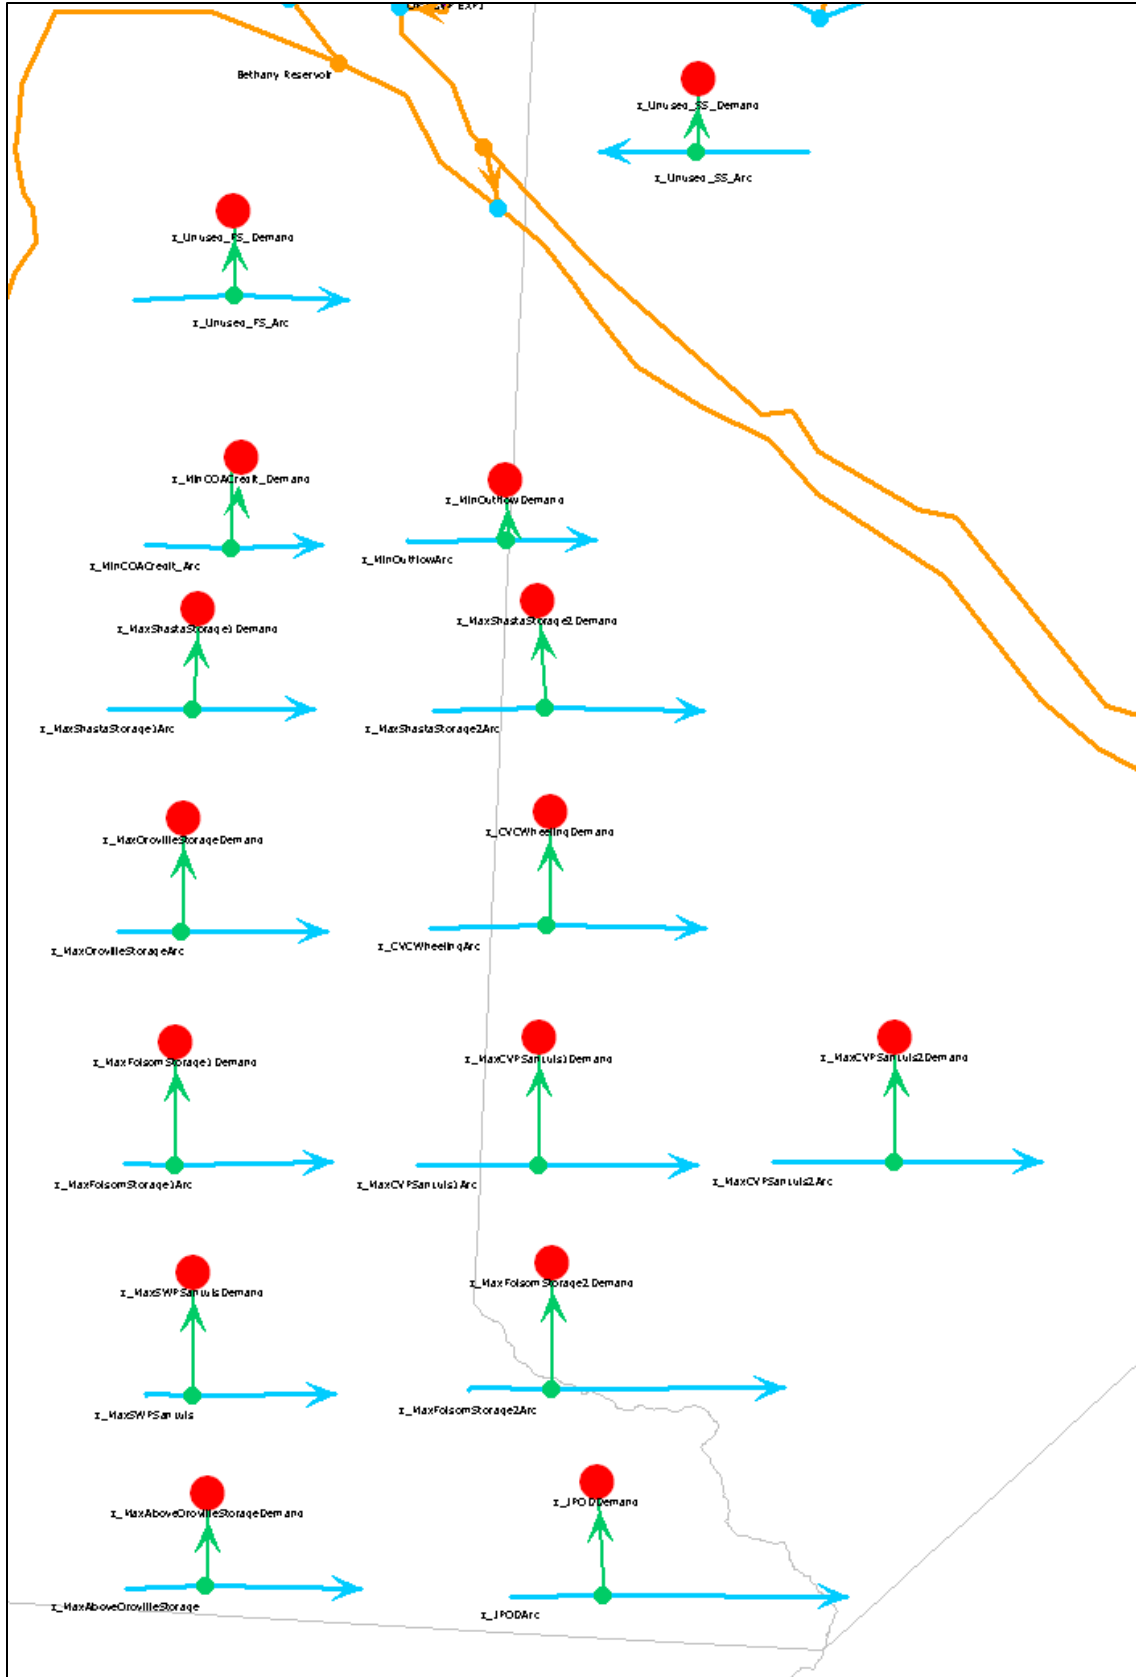 Bethany Reservoir
z_Unused_SS_Demand
z_Unused_SS_Arc
z_Unused_FS_Demand
z_Unused_FS_Arc
z_MinCOACredit_Demand
z_MinOutflowDemand
z_MinCOACredit_Arc
z_MinOutflowArc
z_MaxShastaStorage1Demand
z_MaxShastaStorage2Demand
z_MaxShastaStorage1Arc
z_MaxShastaStorage2Arc
z_MaxOrovilleStorageDemand
z_CVCWheelingDemand
z_MaxOrovilleStorageArc
z_CVCWheelingArc
z_MaxFolsomStorage1Demand
z_MaxCVPSanLuis1Demand
z_MaxCVPSanLuis2Demand
z_MaxFolsomStorage1Arc
z_MaxCVPSanLuis1Arc
z_MaxCVPSanLuis2Arc
z_MaxSWPSanLuisDemand
z_MaxFolsomStorage2Demand
z_MaxSWPSanLuis
z_MaxFolsomStorage2Arc
z_MaxAboveOrovilleStorageDemand
z_JPODDemand
z_MaxAboveOrovilleStorage
z_JPODArc